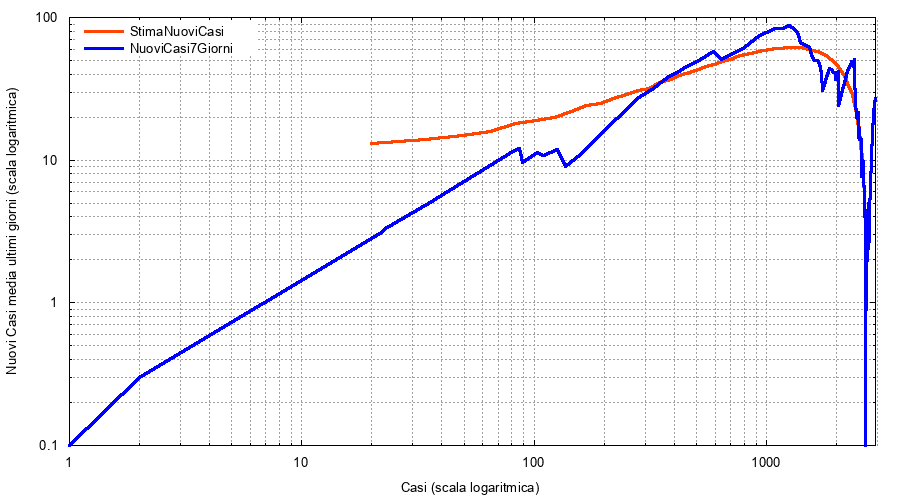 100
10
1
0.1
Nuovi Casi media ultimi giorni (scala logaritmica)
StimaNuoviCasi
NuoviCasi7Giorni
1 10 100 1000
Casi (scala logaritmica)